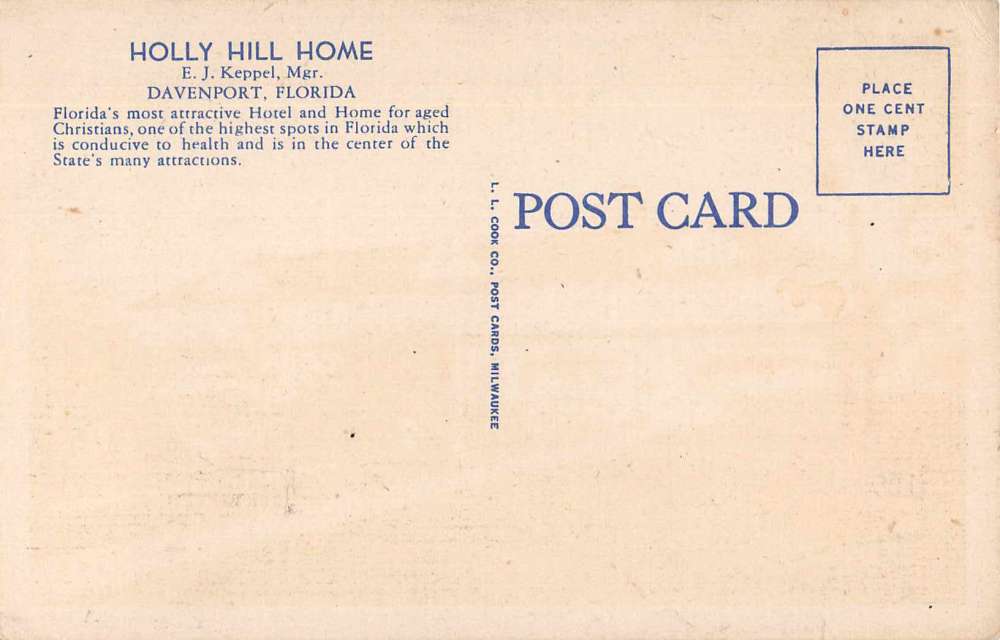 HOLLY HILL HOME
E. J. Keppel, Mgr.
DAVENPORT, FLORIDA
Florida's most attractive Hotel and Home for aged
Christians, one of the highest spots in Florida which
is conducive to health and is in the center of the
State's many attractions.
PLACE
ONE CENT
STAMP
HERE
POST CARD
L. L. COOK CO., POST CARDS, MILWAUKEE